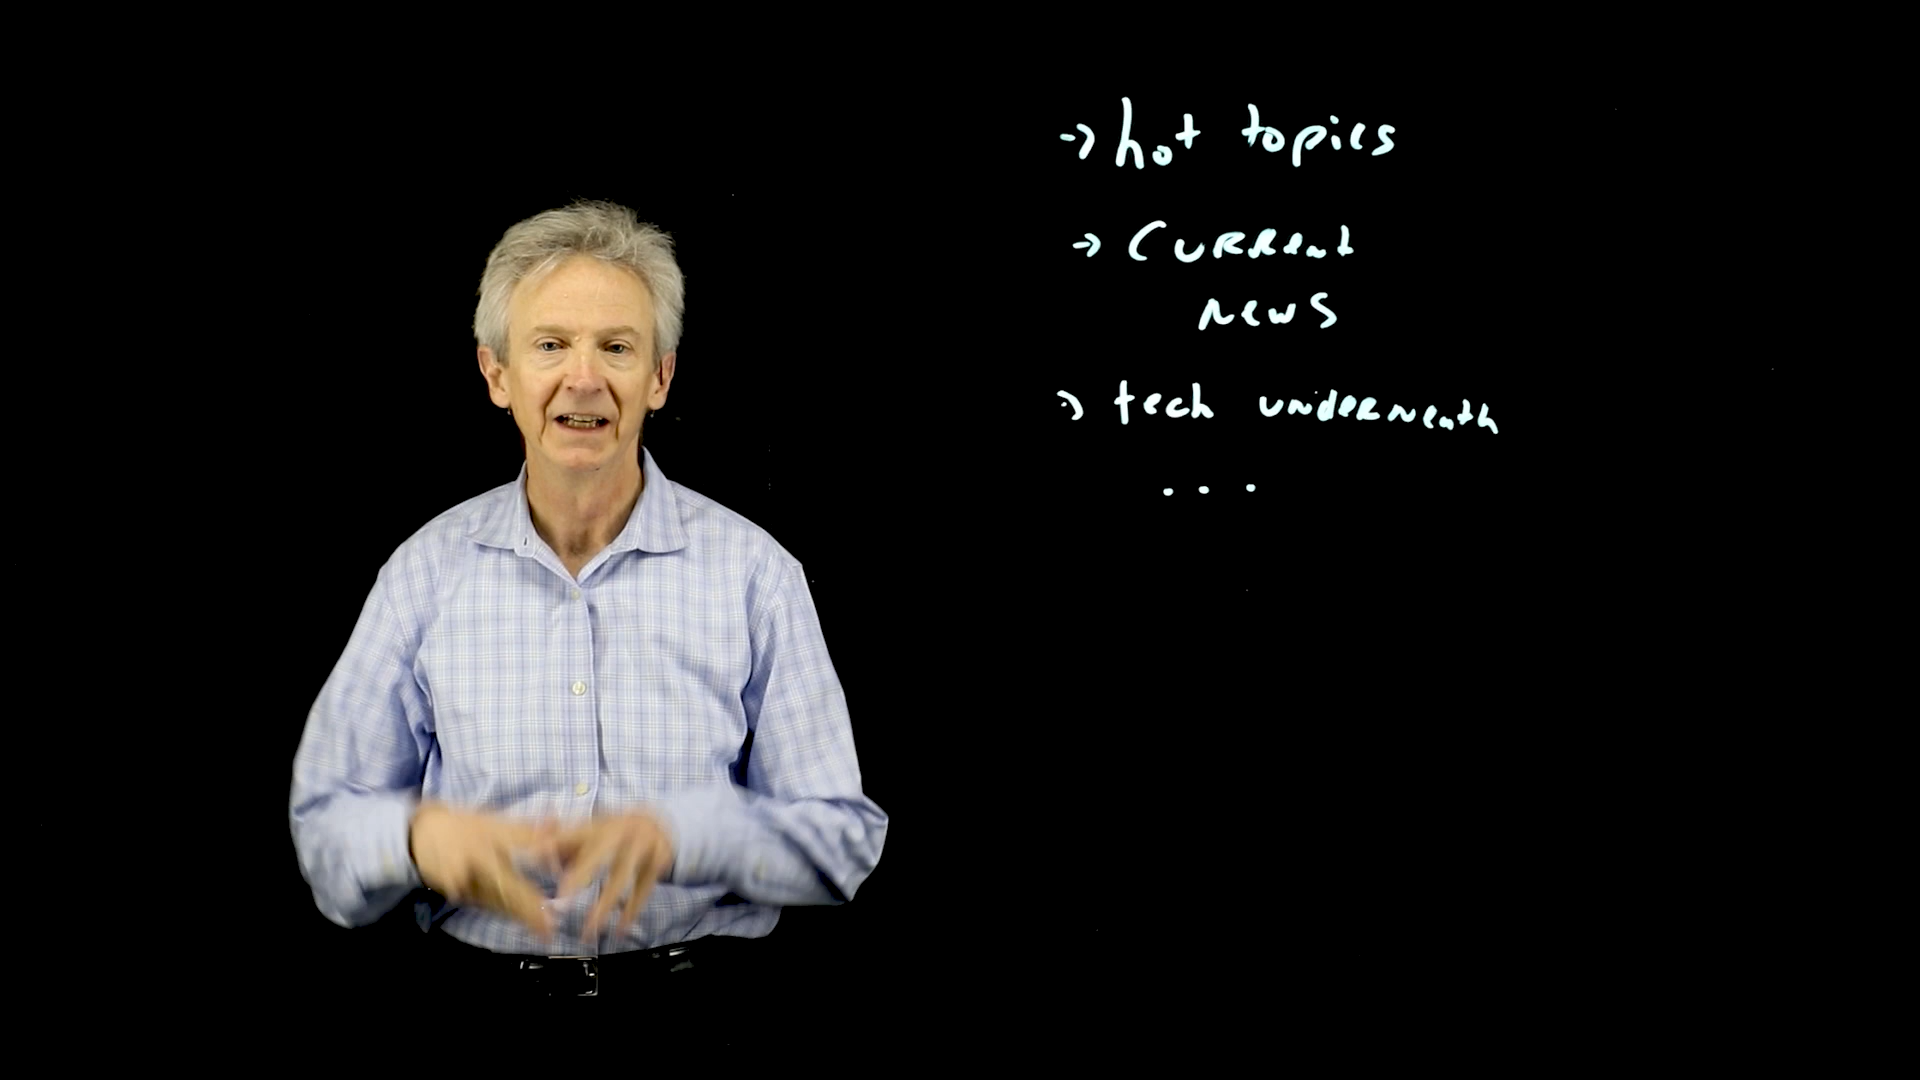 → hot topics
→ Current
news
→ tech underneath
...